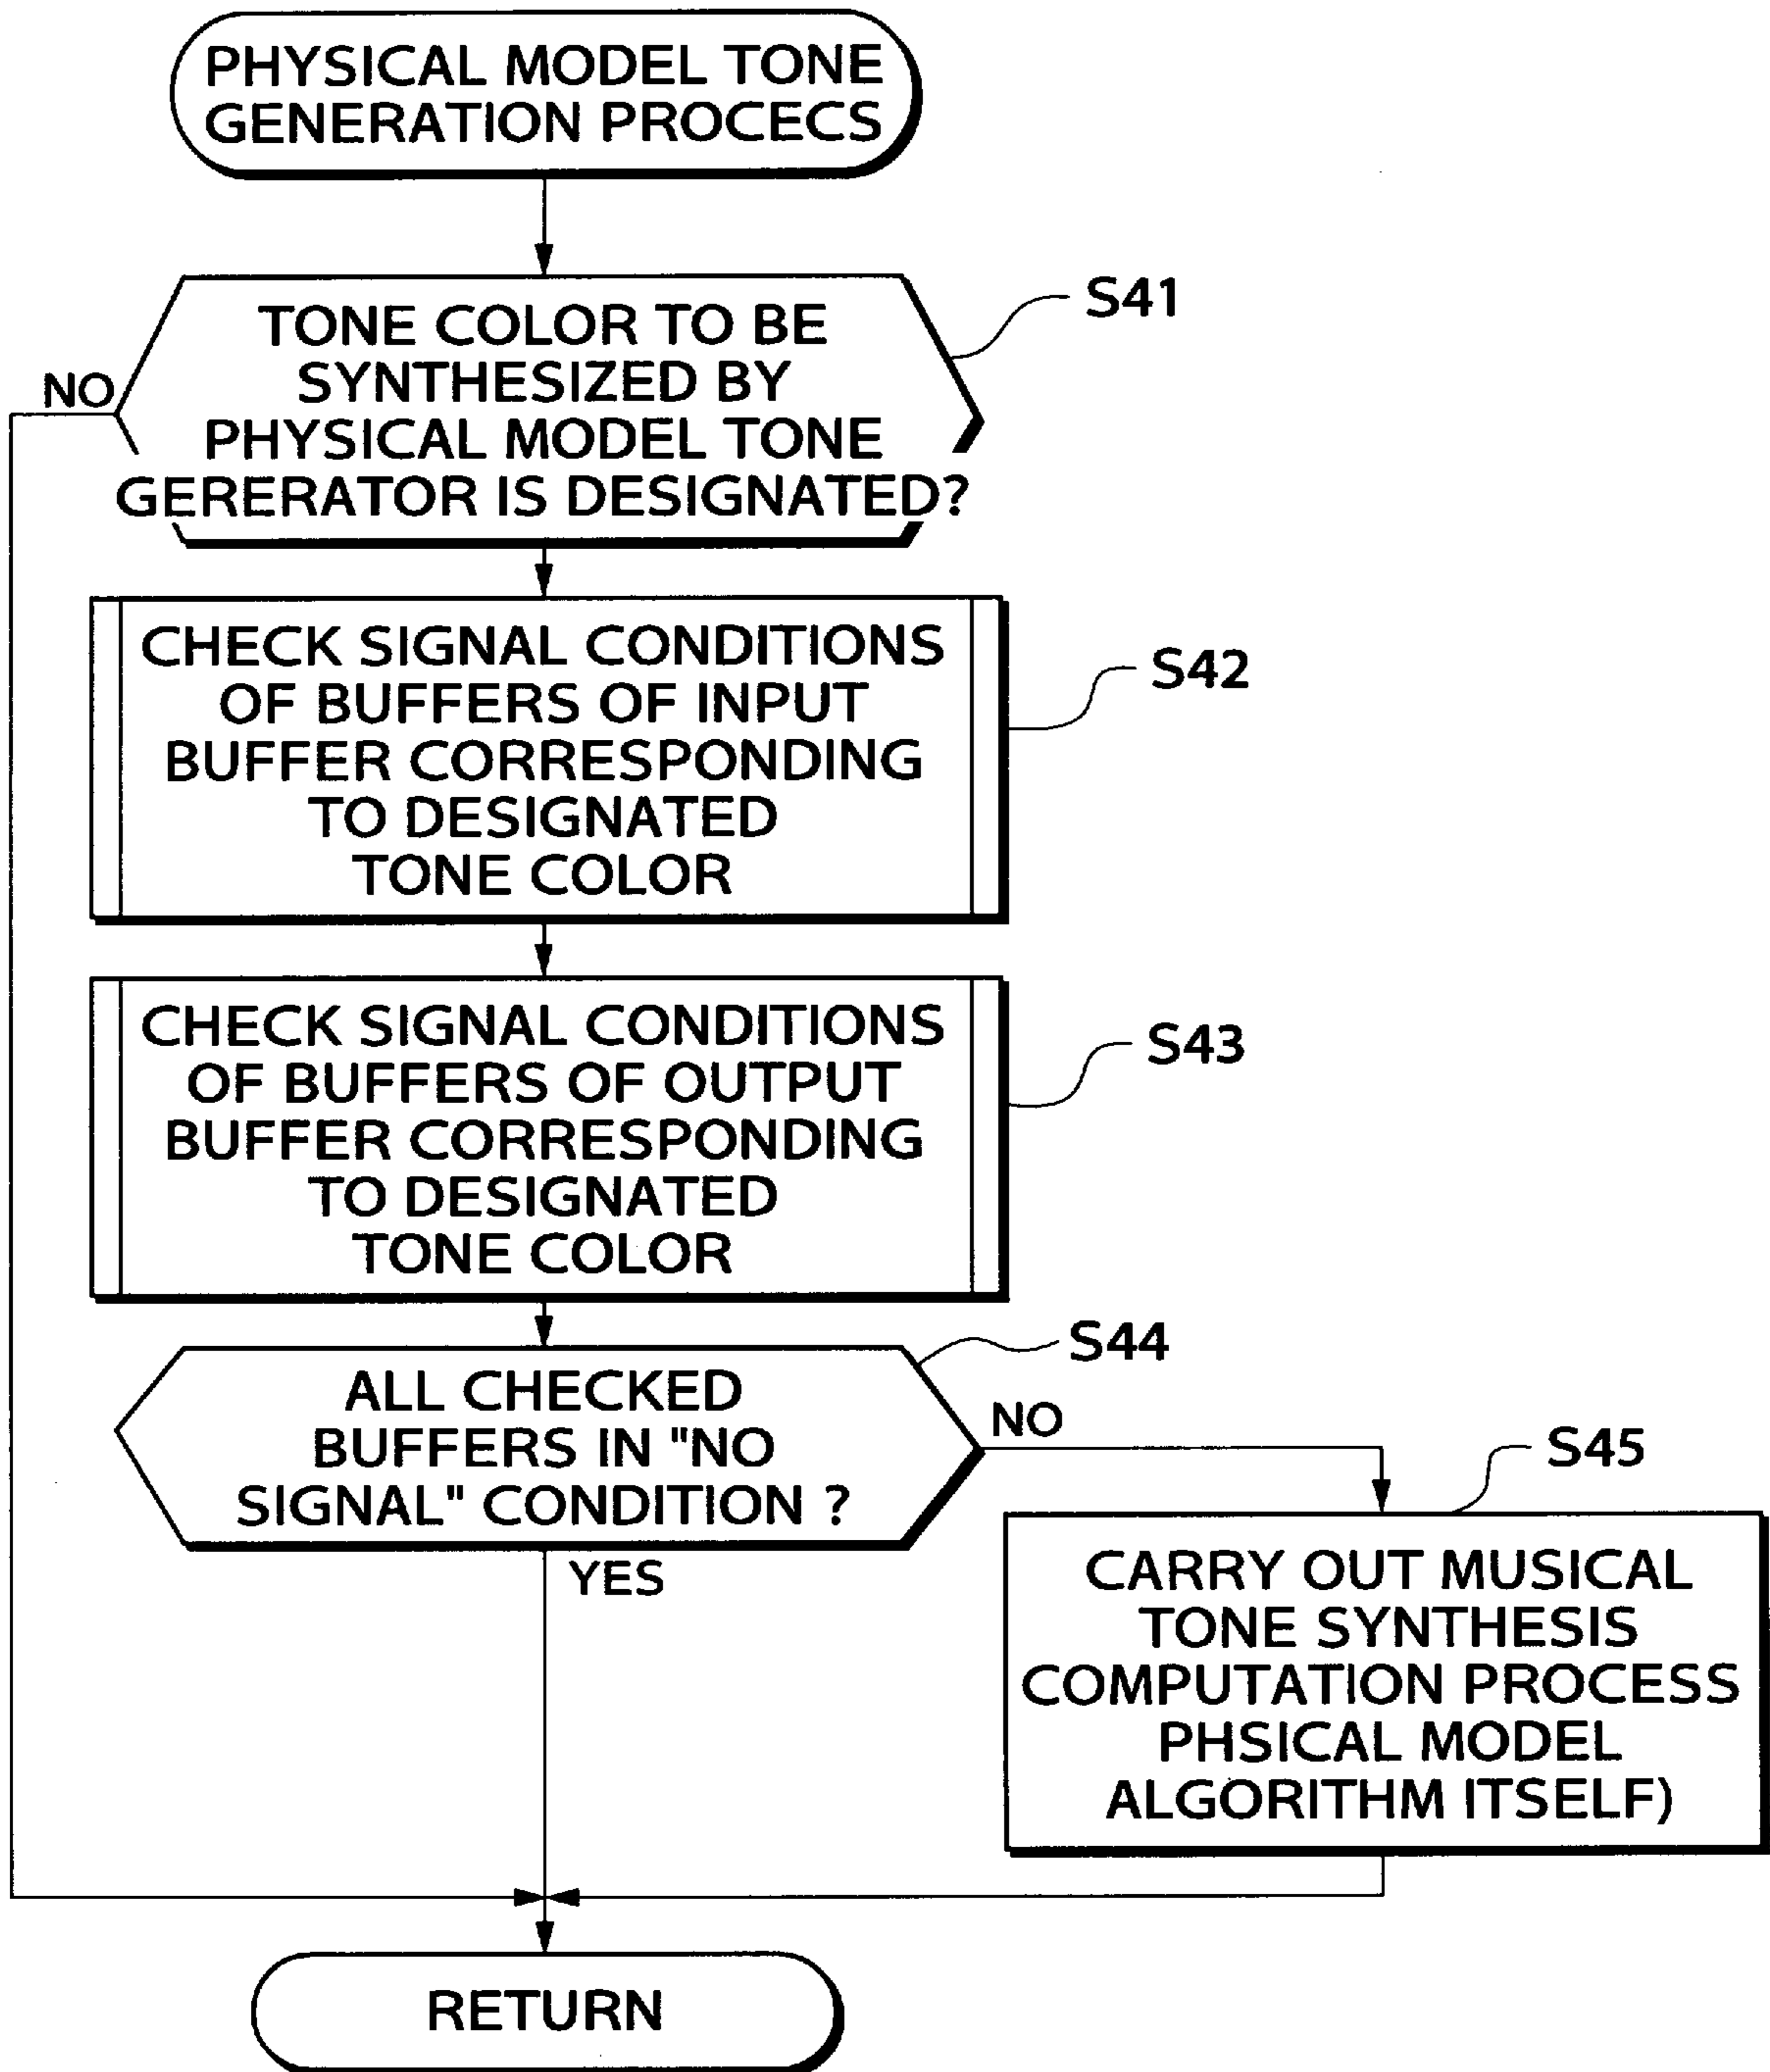 PHYSICAL MODEL TONE
GENERATION PROCECS
S41
TONE COLOR TO BE
SYNTHESIZED BY
NO
PHYSICAL MODEL TONE
GERERATOR IS DESIGNATED?
CHECK SIGNAL CONDITIONS
S42
OF BUFFERS OF INPUT
BUFFER CORRESPONDING
TO DESIGNATED
TONE COLOR
CHECK SIGNAL CONDITIONS
S43
OF BUFFERS OF OUTPUT
BUFFER CORRESPONDING
TO DESIGNATED
TONE COLOR
S44
ALL CHECKED
BUFFERS IN "NO
SIGNAL" CONDITION ?
NO
YES
S45
CARRY OUT MUSICAL
TONE SYNTHESIS
COMPUTATION PROCESS
PHSICAL MODEL
ALGORITHM ITSELF)
RETURN